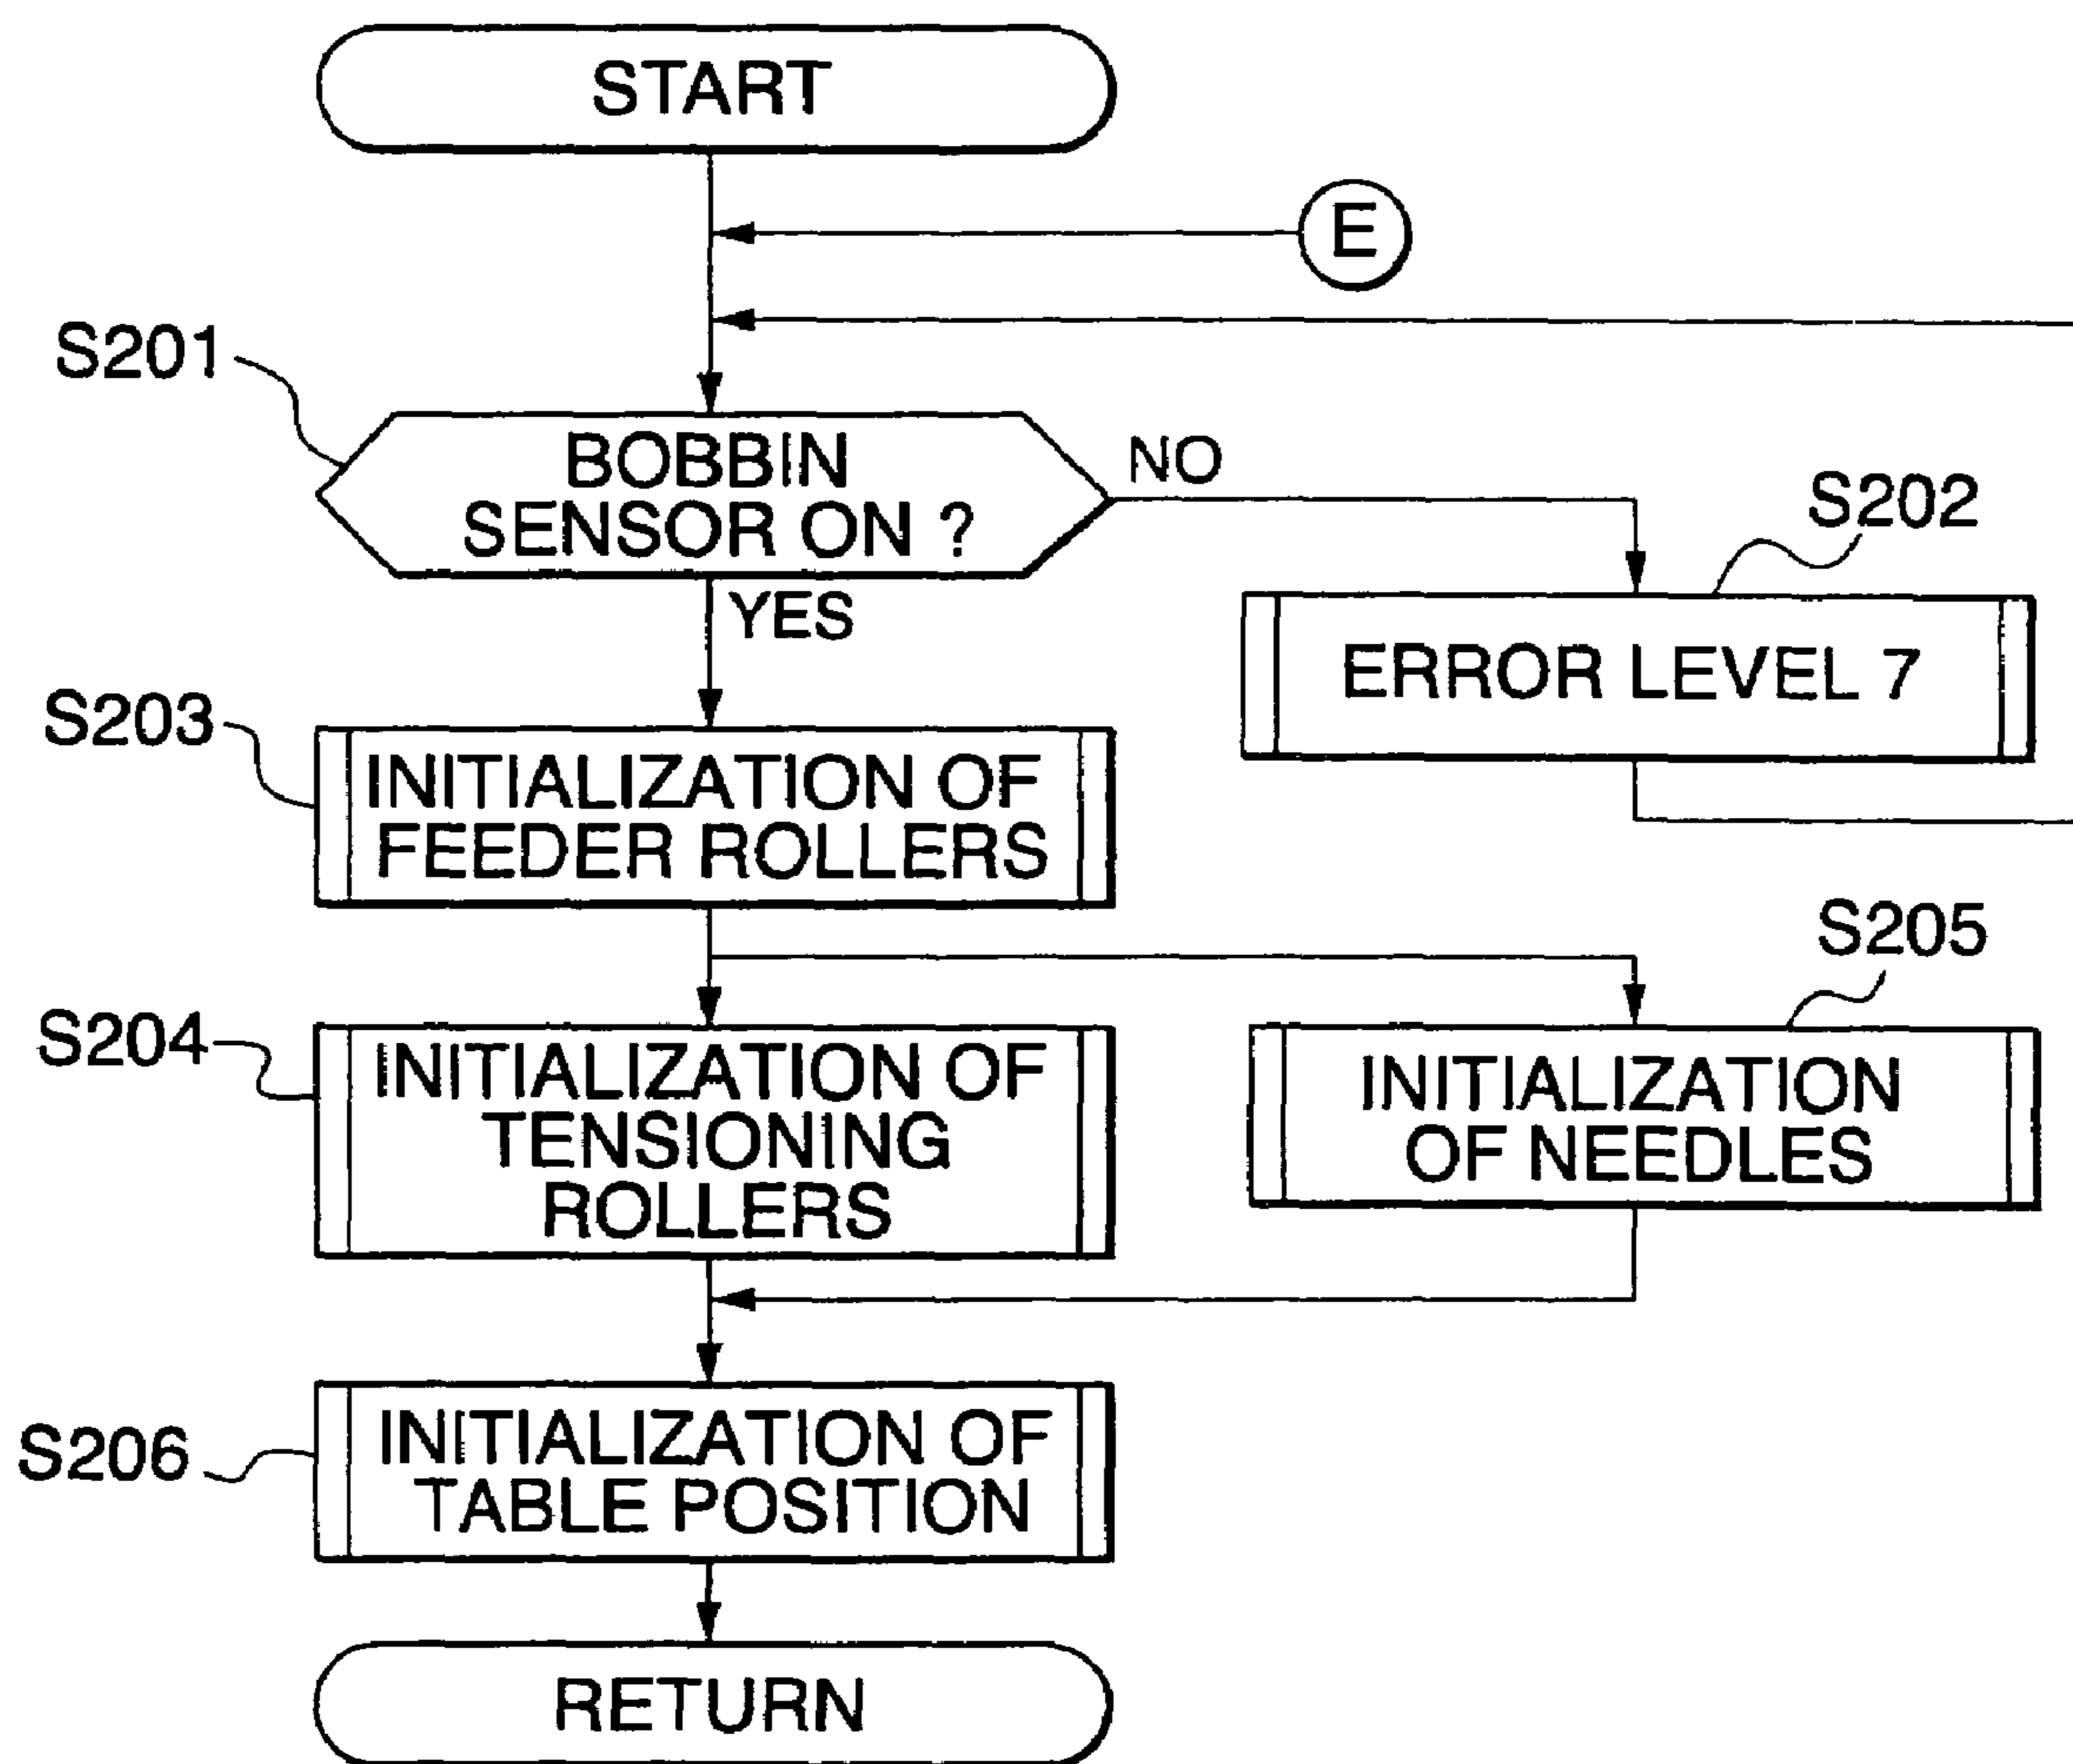 START
E
S201
BOBBIN
SENSOR ON ?
NO
S202
YES
ERROR LEVEL 7
S203
INITIALIZATION OF
FEEDER ROLLERS
S205
S204
INITIALIZATION OF
TENSIONING
ROLLERS
INITIALIZATION
OF NEEDLES
S206
INITIALIZATION OF
TABLE POSITION
RETURN